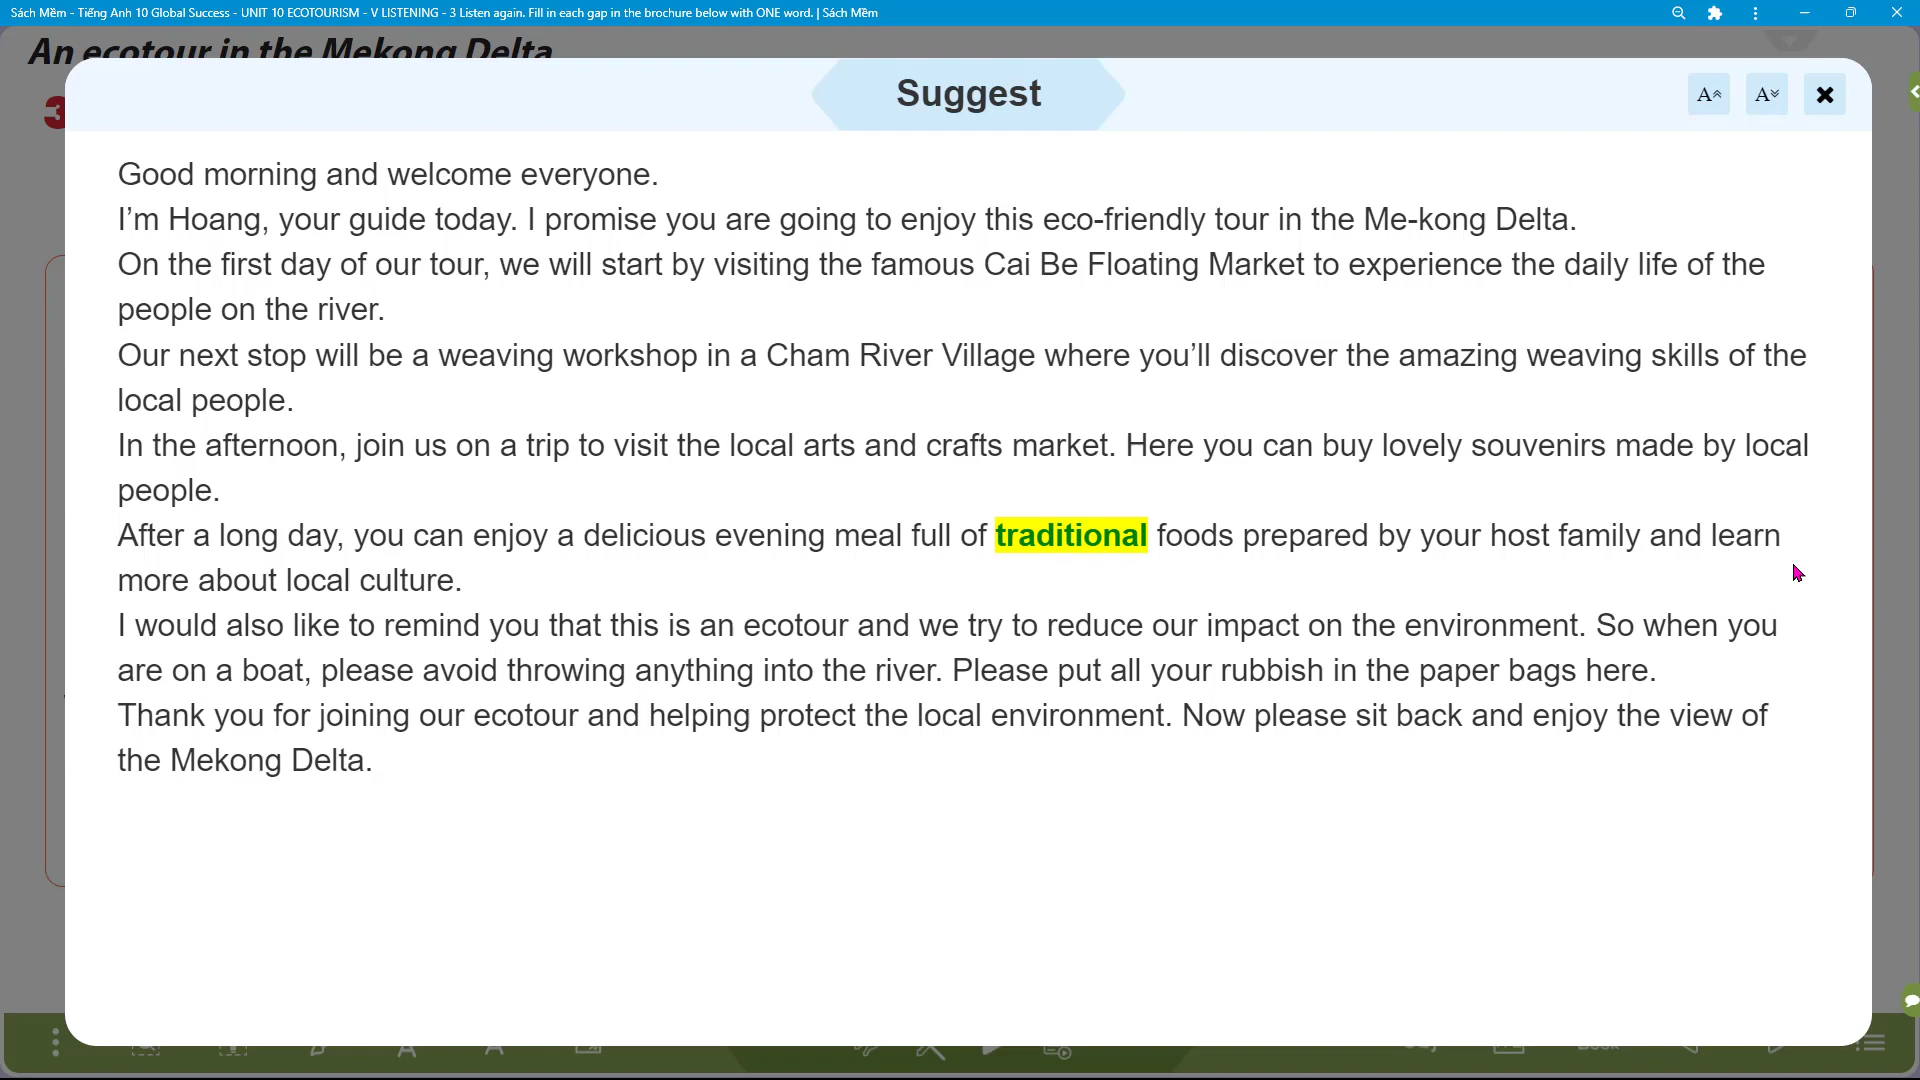 Sách Mềm - Tiếng Anh 10 Global Success - UNIT 10 ECOTOURISM - V LISTENING - 3 Listen again. Fill in each gap in the brochure below with ONE word. | Sách Mềm
An ecotour in the Mekong Delta
3
Suggest
A A
Good morning and welcome everyone.
I’m Hoang, your guide today. I promise you are going to enjoy this eco-friendly tour in the Me-kong Delta.
On the first day of our tour, we will start by visiting the famous Cai Be Floating Market to experience the daily life of the
people on the river.
Our next stop will be a weaving workshop in a Cham River Village where you’ll discover the amazing weaving skills of the
local people.
In the afternoon, join us on a trip to visit the local arts and crafts market. Here you can buy lovely souvenirs made by local
people.
After a long day, you can enjoy a delicious evening meal full of traditional foods prepared by your host family and learn
more about local culture.
I would also like to remind you that this is an ecotour and we try to reduce our impact on the environment. So when you
are on a boat, please avoid throwing anything into the river. Please put all your rubbish in the paper bags here.
Thank you for joining our ecotour and helping protect the local environment. Now please sit back and enjoy the view of
the Mekong Delta.